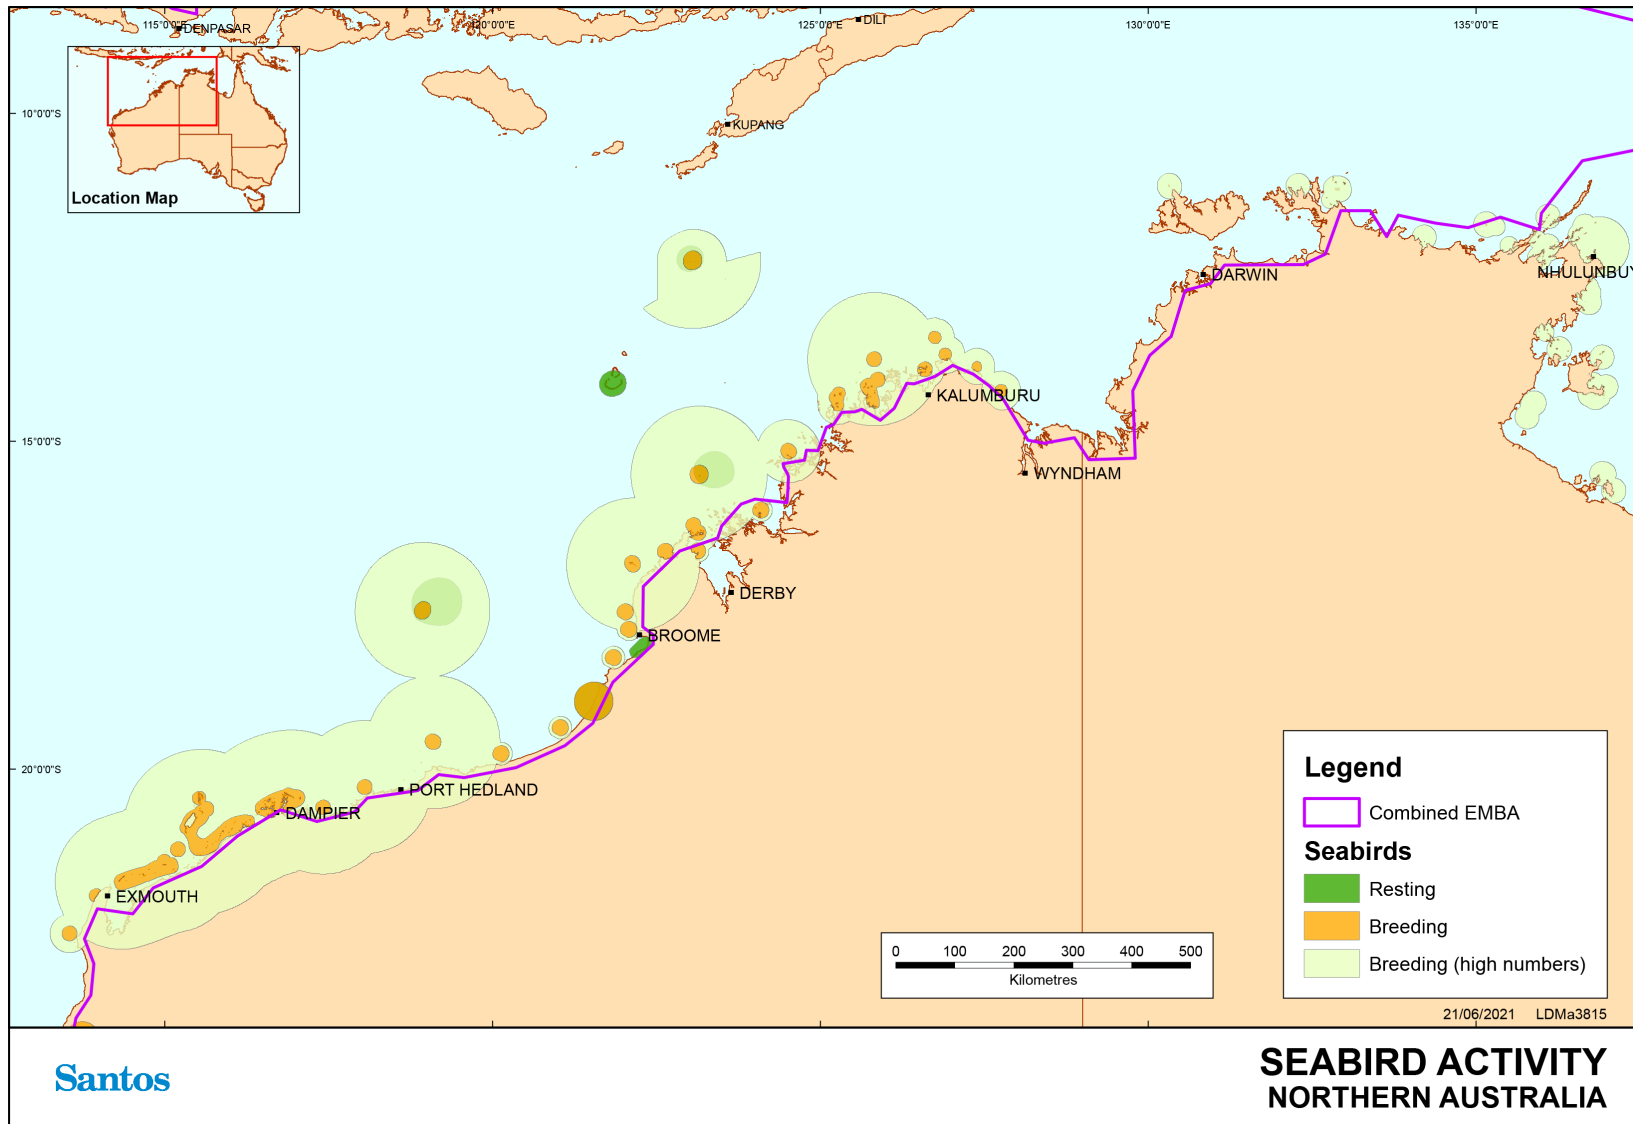 115°0'0"E
120°0'0"E
125°0'0"E
130°0'0"E
135°0'0"E
DENPASAR
DILI
Location Map
10°0'0"S
KUPANG
DARWIN
NHULUNBUY
KALUMBURU
15°0'0"S
WYNDHAM
DERBY
BROOME
20°0'0"S
PORT HEDLAND
DAMPIER
EXMOUTH
Legend
Combined EMBA
Seabirds
Resting
Breeding
Breeding (high numbers)
0 100 200 300 400 500
Kilometres
21/06/2021 LDMa3815
Santos
SEABIRD ACTIVITY
NORTHERN AUSTRALIA